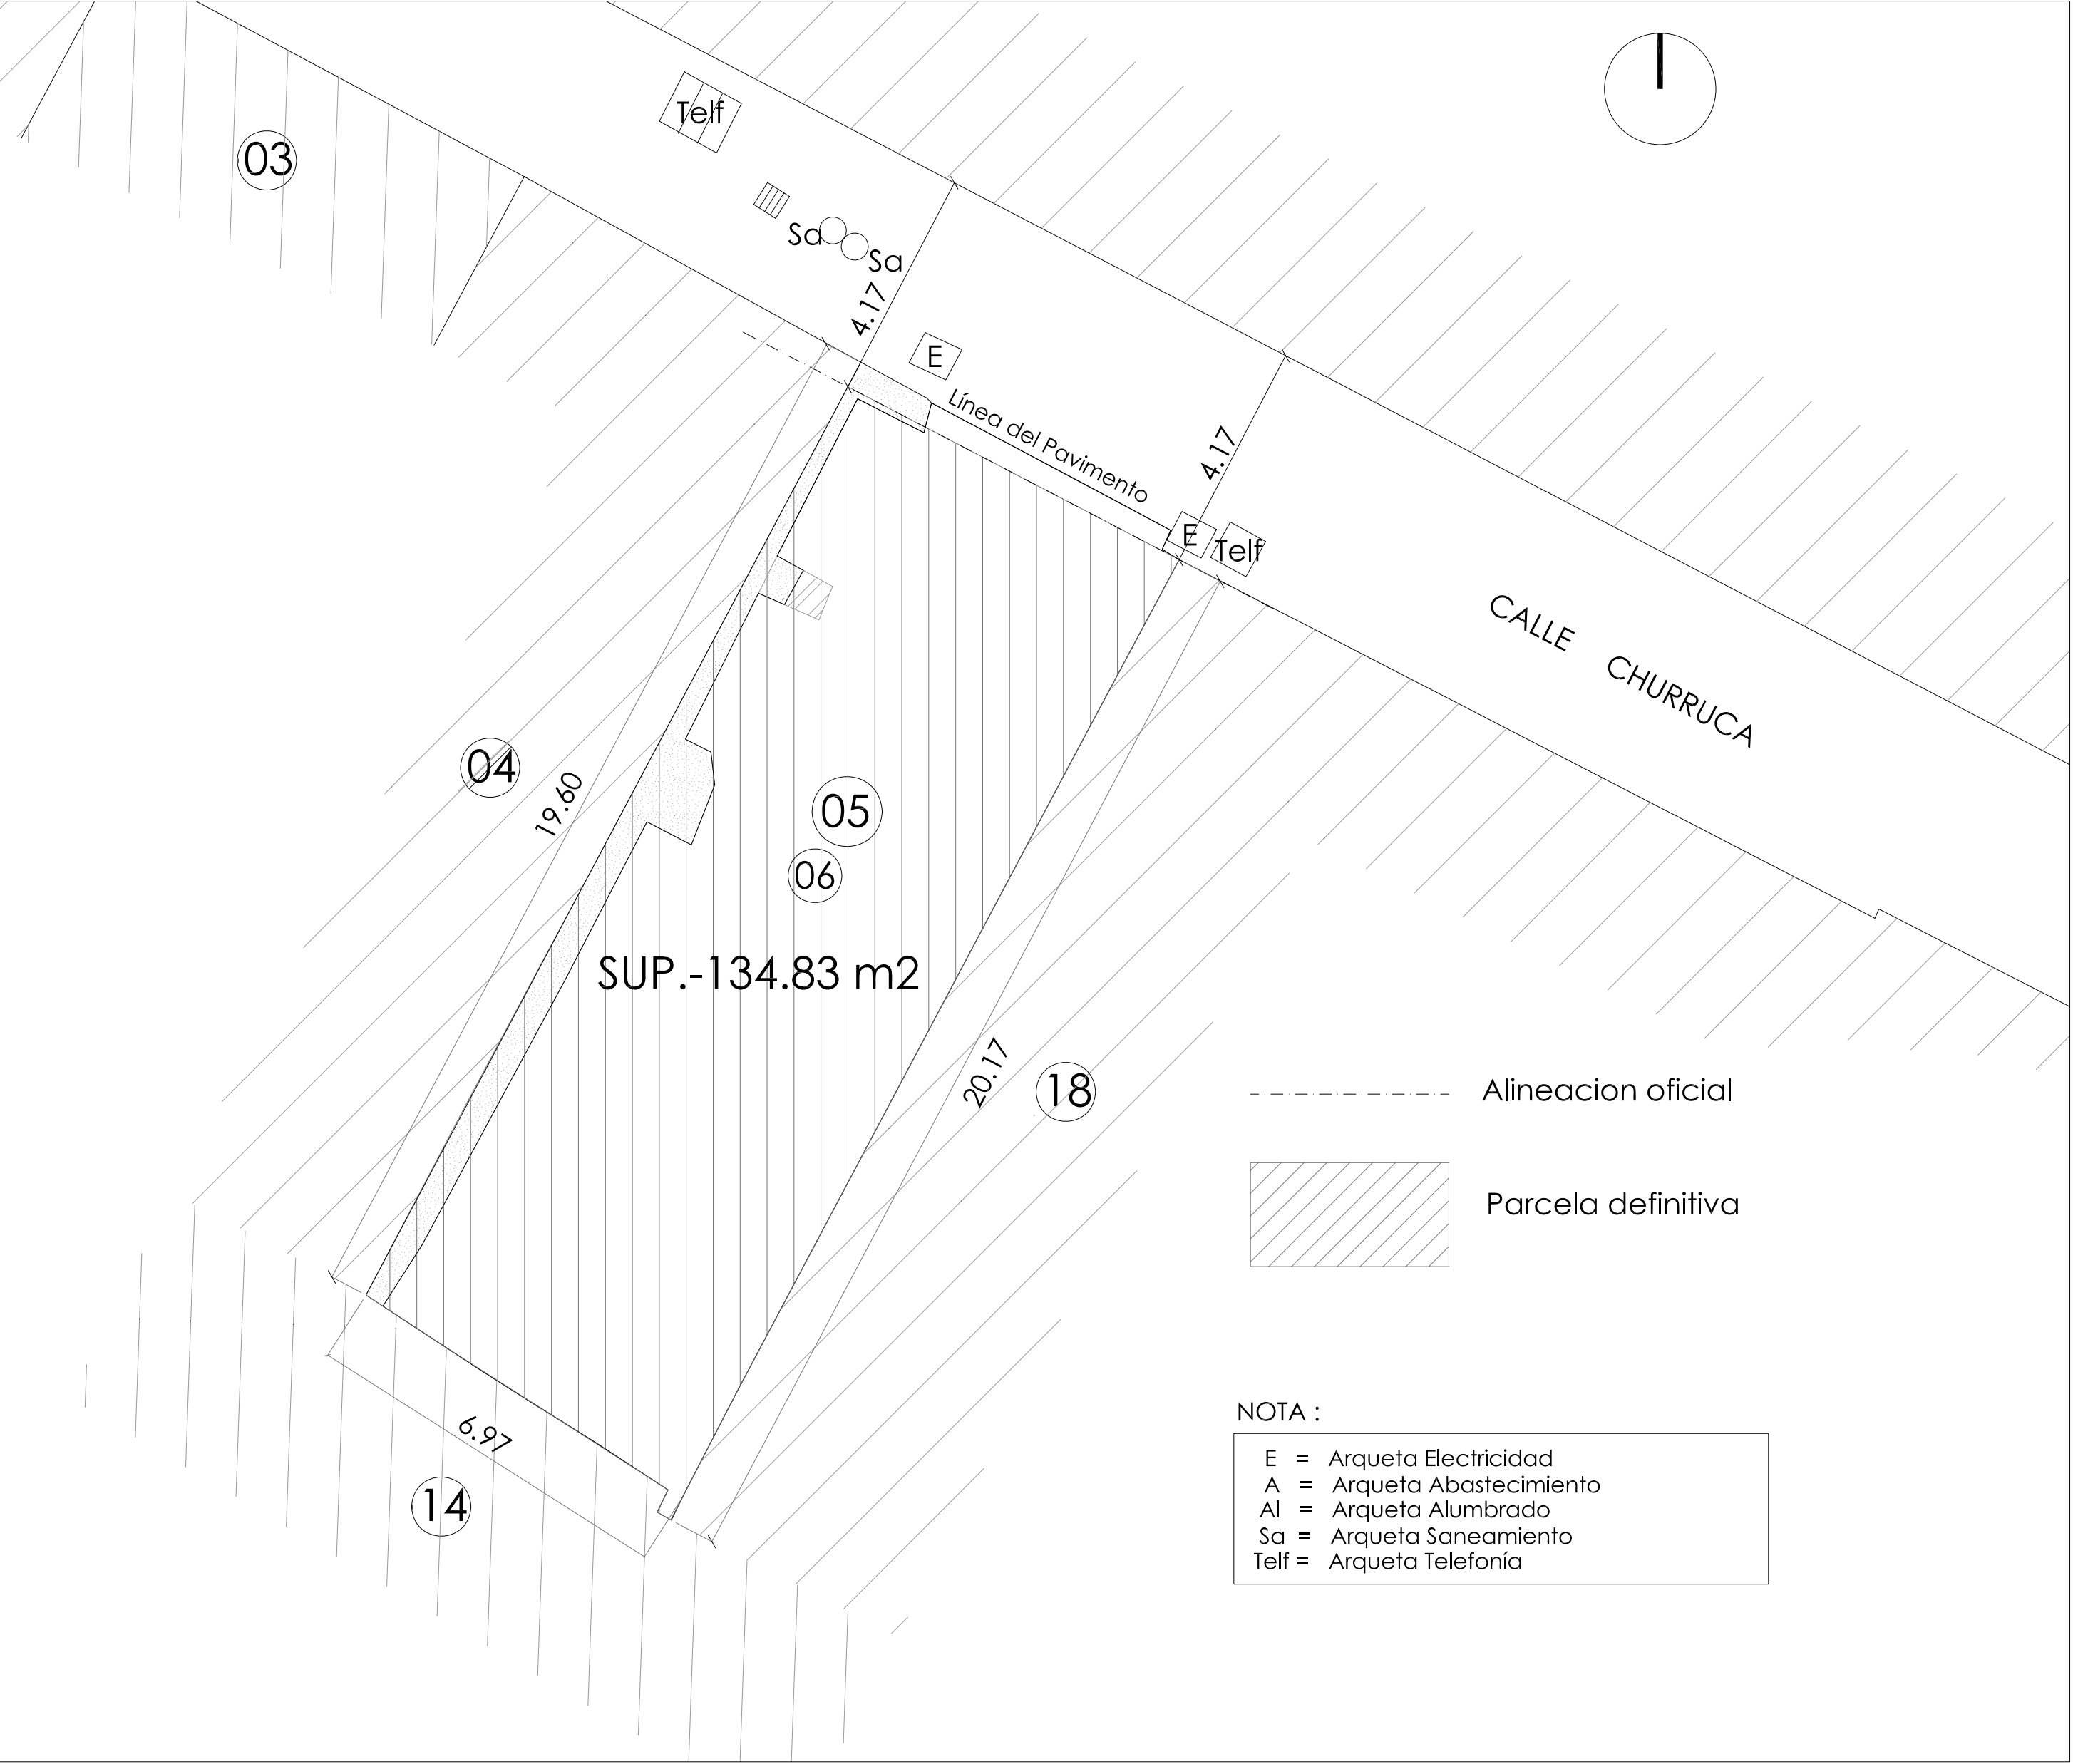 Telf
03
Sa
Sa
4.17
E
Línea del Pavimento
4.17
E
Telf
CALLE CHURRUCA
04
19.60
05
06
SUP.-134.83 m2
20.17
18
Alineacion oficial
Parcela definitiva
6.97
14
NOTA :
E = Arqueta Electricidad
A = Arqueta Abastecimiento
Al = Arqueta Alumbrado
Sa = Arqueta Saneamiento
Telf = Arqueta Telefonía